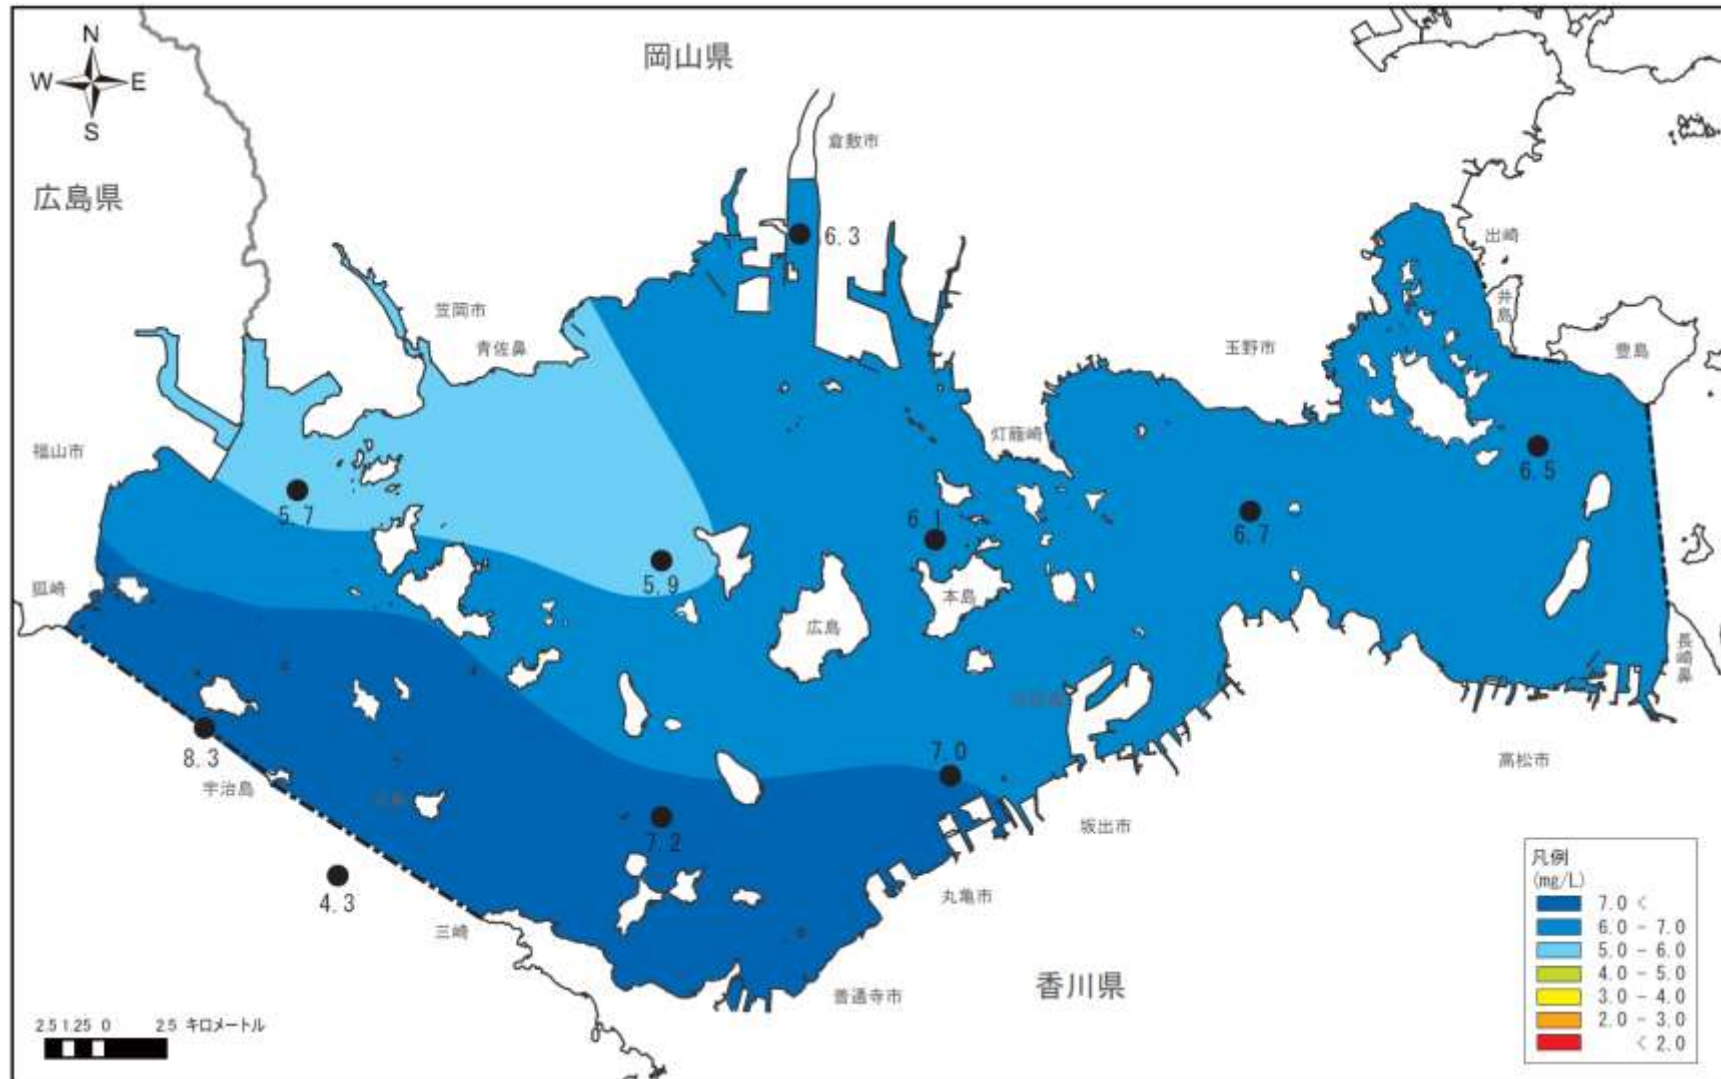 N
岡山県
W E
S
倉敷市
広島県
6.3
出崎
笠岡市
井島
青佐鼻
玉野市
豊島
灯籠崎
福山市
6.5
5.7
6.1
6.7
5.9
狐崎
本島
広島
長崎鼻
7.0
8.3
高松市
宇治島
7.2
坂出市
凡例
(mg/L)
丸亀市
4.3
7.0 <
三崎
6.0 - 7.0
5.0 - 6.0
香川県
4.0 - 5.0
善通寺市
3.0 - 4.0
2.0 - 3.0
2.5 1.25 0 2.5 キロメートル
< 2.0